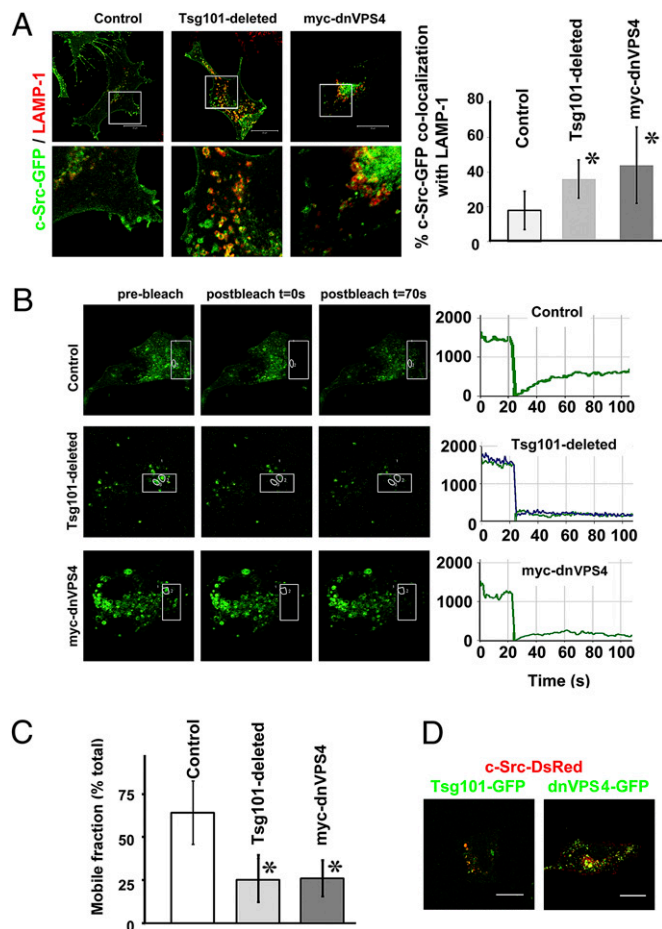 A
Control
Tsg101-deleted
myc-dnVPS4
c-Src-GFP / LAMP-1
% c-Src-GFP co-localization
with LAMP-1
80
60
40
20
0
Control
Tsg101-deleted
*
myc-dnVPS4
*
B
pre-bleach
postbleach t=0s
postbleach t=70s
Control
Tsg101-deleted
myc-dnVPS4
Control
2000
1000
0
0 20 40 60 80 100
Tsg101-deleted
2000
1000
0
0 20 40 60 80 100
myc-dnVPS4
2000
1000
0
0 20 40 60 80 100
Time (s)
C
Mobile fraction (% total)
75
50
25
0
Control
Tsg101-deleted
*
myc-dnVPS4
*
D
c-Src-DsRed
Tsg101-GFP
dnVPS4-GFP